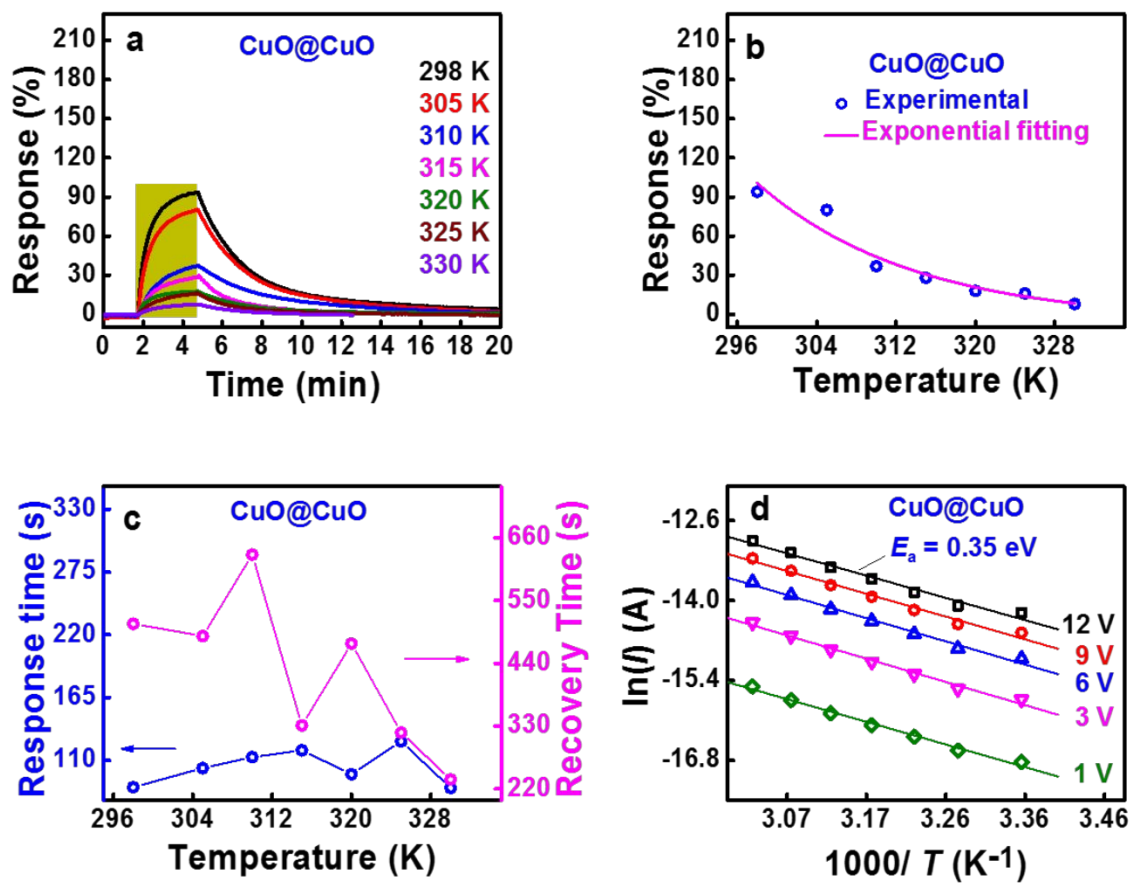 a
CuO@CuO
298 K
305 K
310 K
315 K
320 K
325 K
330 K
210
180
150
120
90
60
30
0
Response (%)
0 2 4 6 8 10 12 14 16 18 20
Time (min)
b
CuO@CuO
Experimental
Exponential fitting
210
180
150
120
90
60
30
0
Response (%)
296 304 312 320 328
Temperature (K)
c
CuO@CuO
330
275
220
165
110
Response time (s)
660
550
440
330
220
Recovery Time (s)
296 304 312 320 328
Temperature (K)
d
CuO@CuO
Ea = 0.35 eV
12 V
9 V
6 V
3 V
1 V
-12.6
-14.0
-15.4
-16.8
ln(I) (A)
3.07 3.17 3.26 3.36 3.46
1000/ T (K-1)